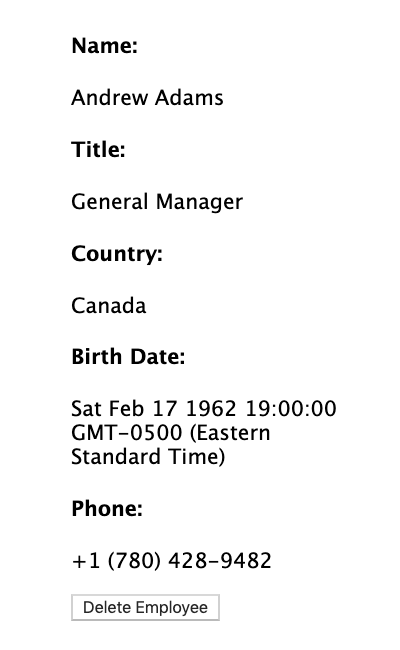 Name:
Andrew Adams
Title:
General Manager
Country:
Canada
Birth Date:
Sat Feb 17 1962 19:00:00
GMT-0500 (Eastern
Standard Time)
Phone:
+1 (780) 428-9482
Delete Employee